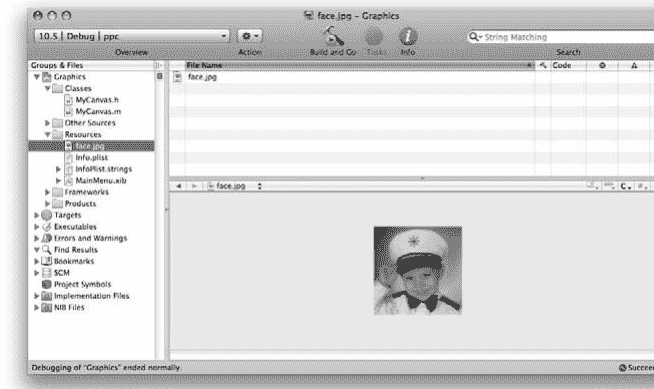 face.jpg - Graphics
10.5 | Debug | ppc
String Matching
Overview
Action
Build and Go
Tasks
Info
Search
Groups & Files
File Name
Code
Graphics
face.jpg
Classes
MyCanvas.h
MyCanvas.m
Other Sources
Resources
face.jpg
Info.plist
InfoPlist.strings
MainMenu.xib
face.jpg
C
#
Frameworks
Products
Targets
Executables
Errors and Warnings
Find Results
Bookmarks
SCM
Project Symbols
Implementation Files
NIB Files
Debugging of "Graphics" ended normally.
Succee